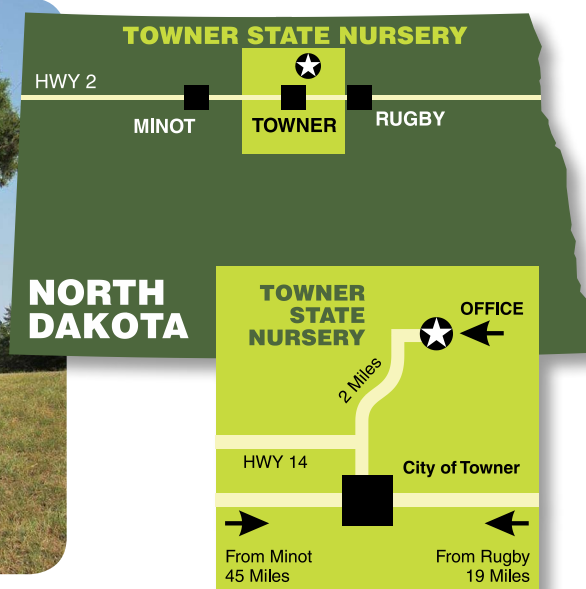 TOWNER STATE NURSERY
HWY 2
MINOT
TOWNER
RUGBY
NORTH
DAKOTA
TOWNER
STATE
NURSERY
OFFICE
2 Miles
HWY 14
City of Towner
From Minot
45 Miles
From Rugby
19 Miles